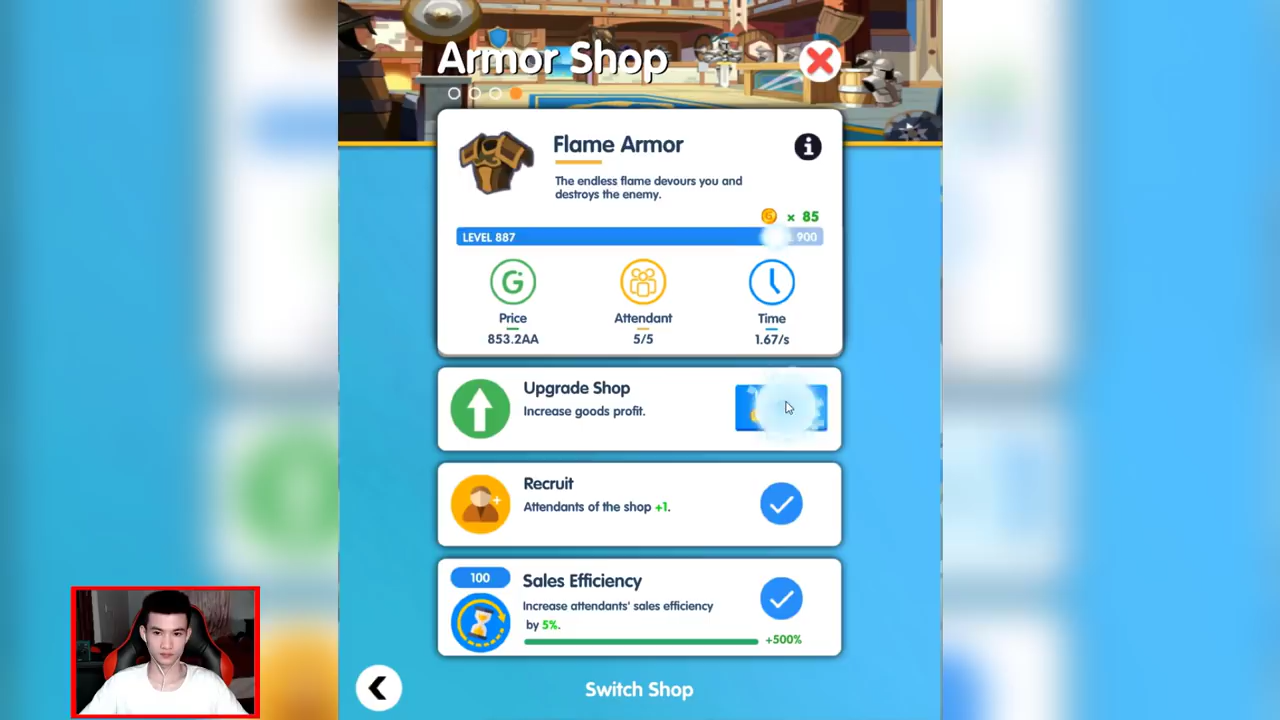 Armor Shop
Flame Armor
The endless flame devours you and
destroys the enemy.
× 85
LEVEL 887
900
Price
Attendant
Time
853.2AA
5/5
1.67/s
Upgrade Shop
Increase goods profit.
Recruit
Attendants of the shop +1.
100
Sales Efficiency
Increase attendants' sales efficiency
by 5%.
+500%
Switch Shop